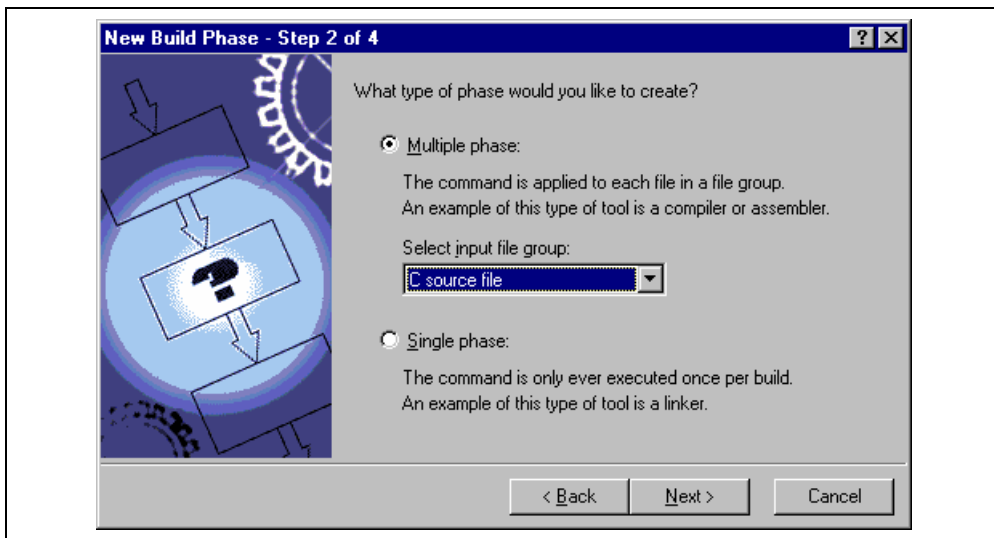 New Build Phase - Step 2 of 4
What type of phase would you like to create?
Multiple phase:
The command is applied to each file in a file group.
An example of this type of tool is a compiler or assembler.
Select input file group:
C source file
Single phase:
The command is only ever executed once per build.
An example of this type of tool is a linker.
< Back
Next >
Cancel